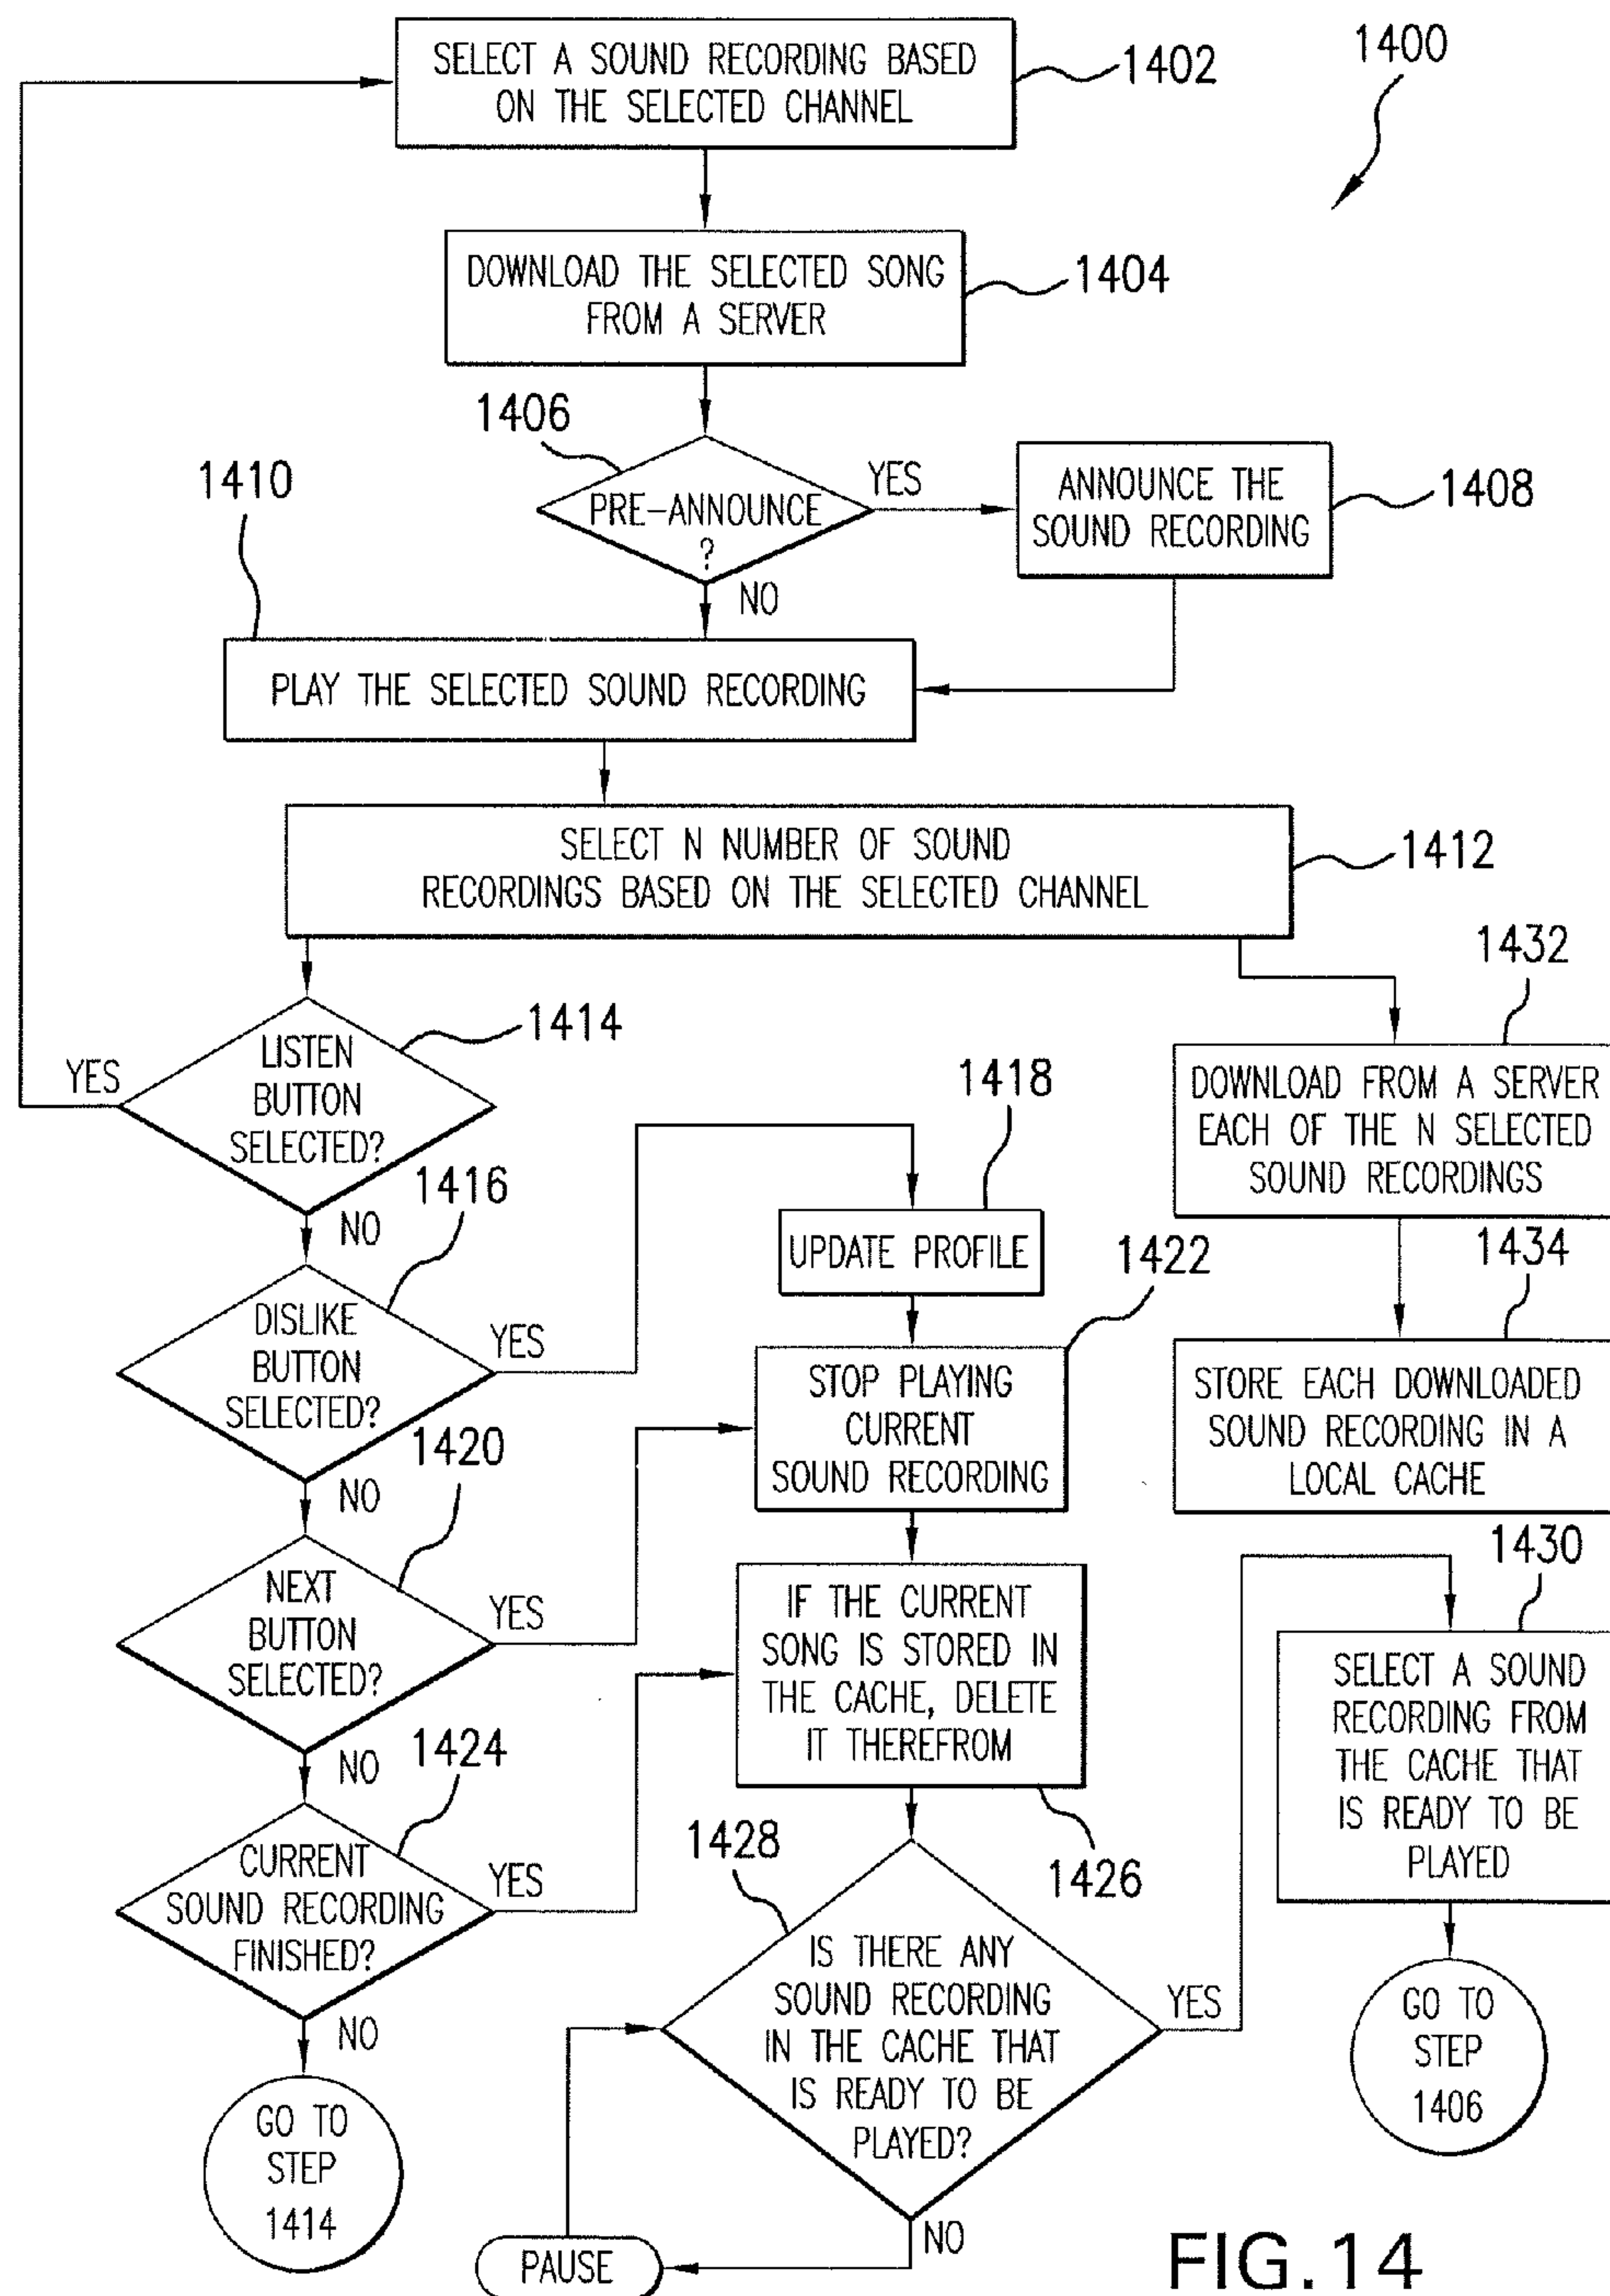 SELECT A SOUND RECORDING BASED
ON THE SELECTED CHANNEL
1402
1400
DOWNLOAD THE SELECTED SONG
FROM A SERVER
1404
1406
PRE-ANNOUNCE
?
YES
NO
ANNOUNCE THE
SOUND RECORDING
1408
1410
PLAY THE SELECTED SOUND RECORDING
SELECT N NUMBER OF SOUND
RECORDINGS BASED ON THE SELECTED CHANNEL
1412
LISTEN
BUTTON
SELECTED?
1414
YES
NO
1432
DOWNLOAD FROM A SERVER
EACH OF THE N SELECTED
SOUND RECORDINGS
1434
STORE EACH DOWNLOADED
SOUND RECORDING IN A
LOCAL CACHE
1416
DISLIKE
BUTTON
SELECTED?
YES
NO
1418
UPDATE PROFILE
1422
STOP PLAYING
CURRENT
SOUND RECORDING
1420
NEXT
BUTTON
SELECTED?
YES
NO
IF THE CURRENT
SONG IS STORED IN
THE CACHE, DELETE
IT THEREFROM
1426
1424
CURRENT
SOUND RECORDING
FINISHED?
YES
NO
GO TO
STEP
1414
1428
IS THERE ANY
SOUND RECORDING
IN THE CACHE THAT
IS READY TO BE
PLAYED?
YES
NO
PAUSE
1430
SELECT A SOUND
RECORDING FROM
THE CACHE THAT
IS READY TO BE
PLAYED
GO TO
STEP
1406
FIG.14